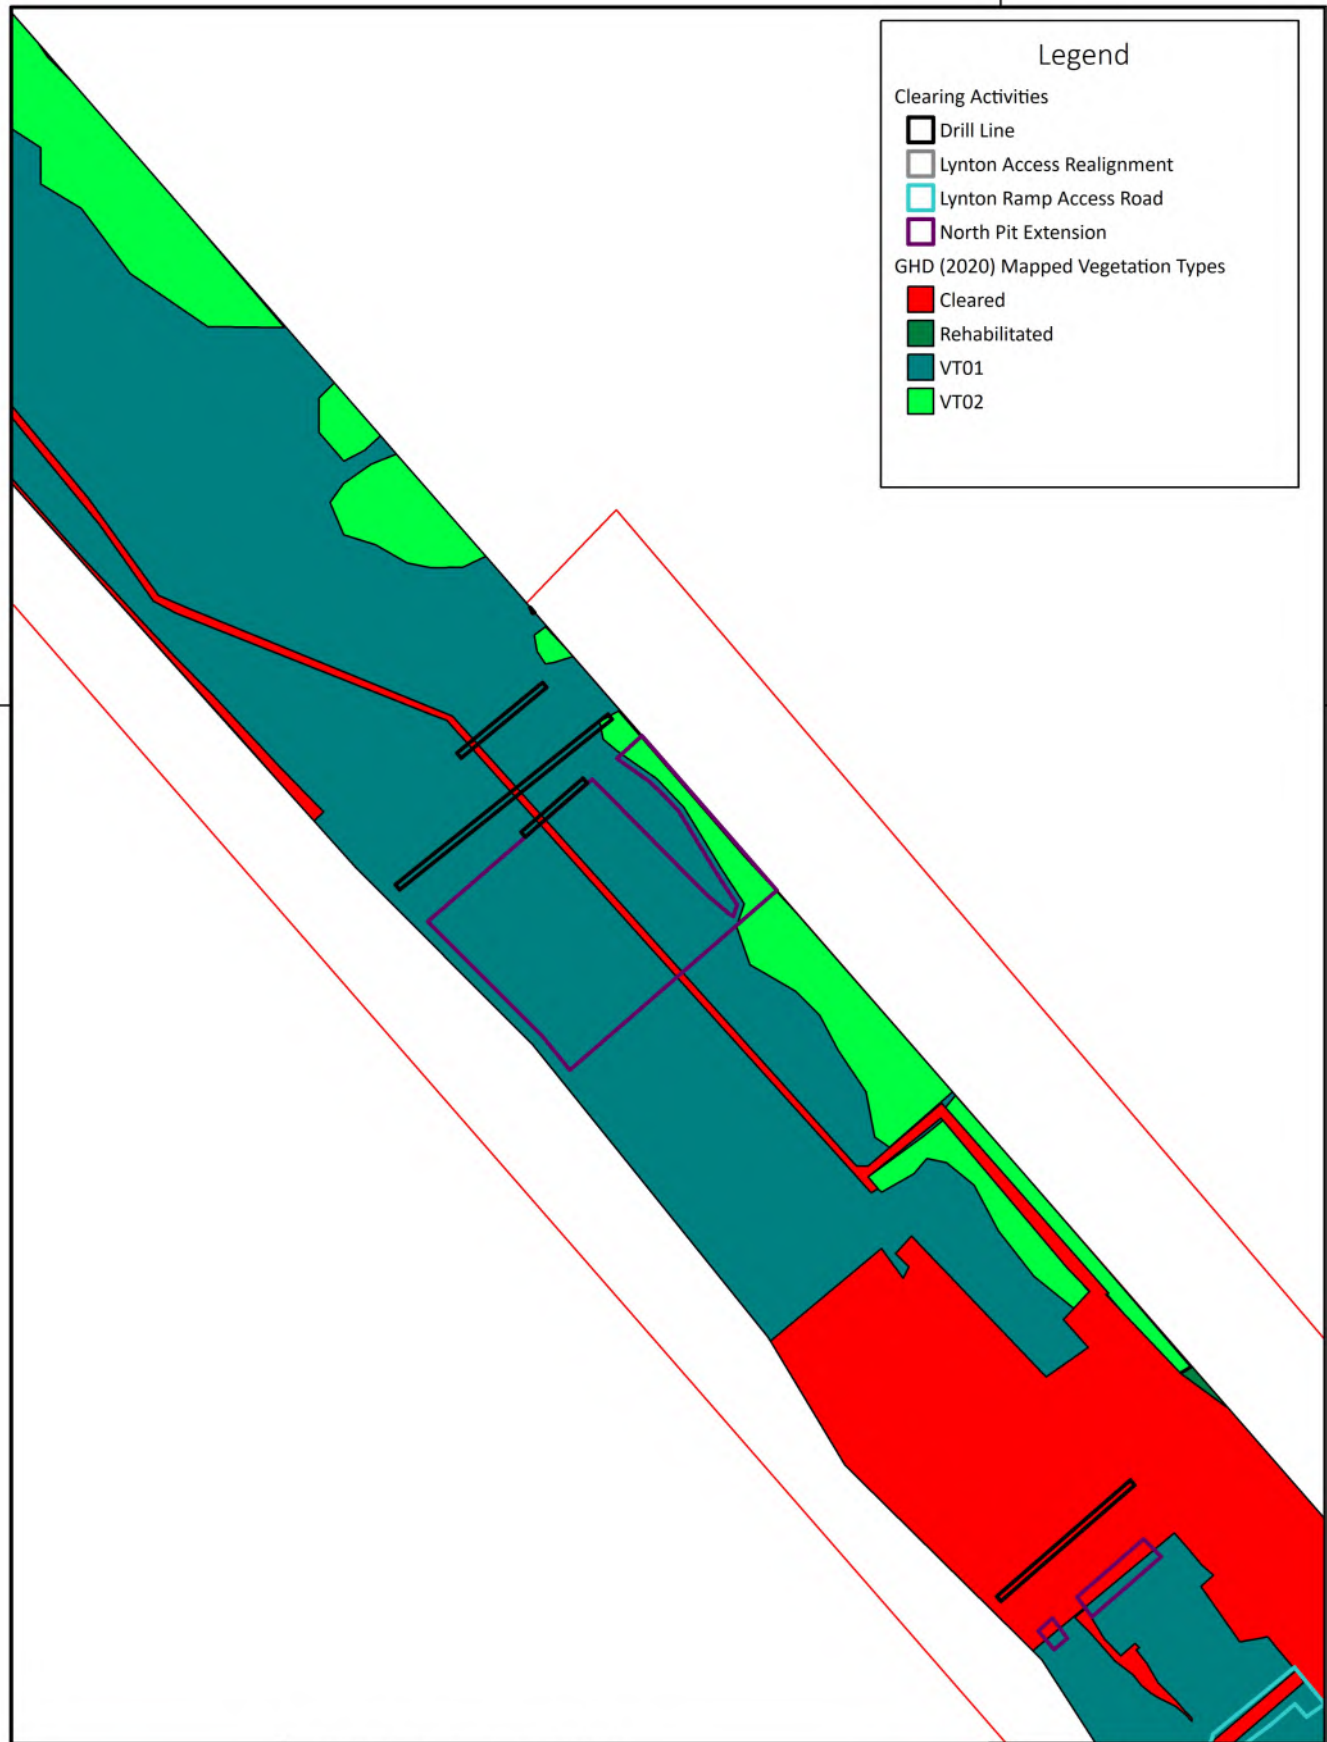 Legend
Clearing Activities
Drill Line
Lynton Access Realignment
Lynton Ramp Access Road
North Pit Extension
GHD (2020) Mapped Vegetation Types
Cleared
Rehabilitated
VT01
VT02